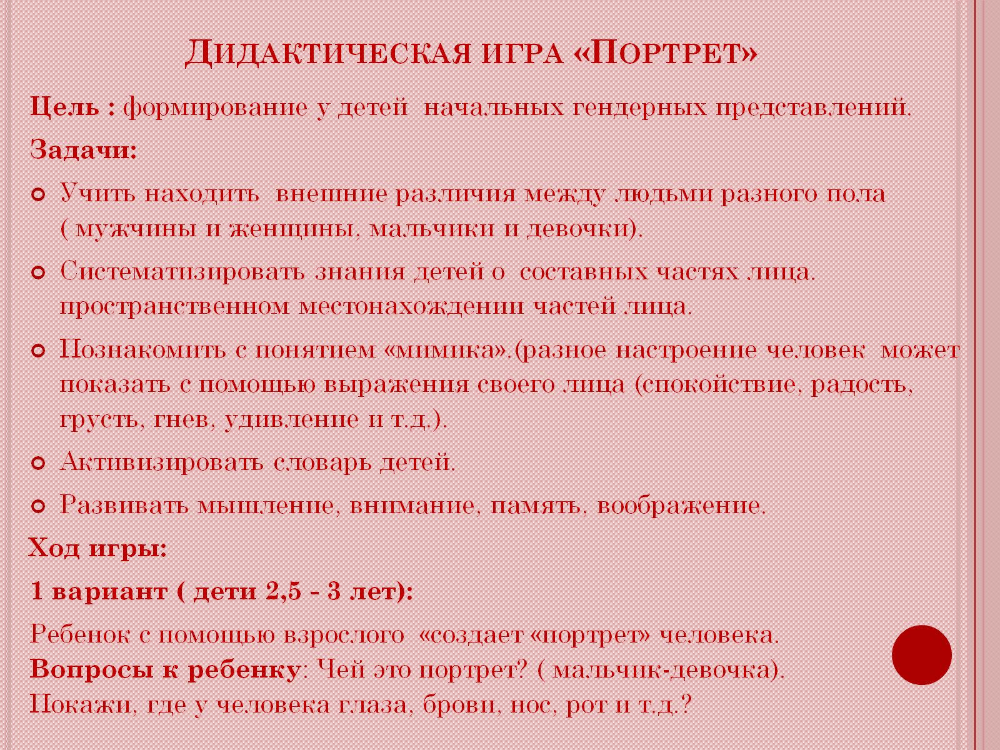 Дидактическая игра «Портрет»
Цель : формирование у детей начальных гендерных представлений.
Задачи:
Учить находить внешние различия между людьми разного пола
( мужчины и женщины, мальчики и девочки).
Систематизировать знания детей о составных частях лица.
пространственном местонахождении частей лица.
Познакомить с понятием «мимика».(разное настроение человек может
показать с помощью выражения своего лица (спокойствие, радость,
грусть, гнев, удивление и т.д.).
Активизировать словарь детей.
Развивать мышление, внимание, память, воображение.
Ход игры:
1 вариант ( дети 2,5 - 3 лет):
Ребенок с помощью взрослого «создает «портрет» человека.
Вопросы к ребенку: Чей это портрет? ( мальчик-девочка).
Покажи, где у человека глаза, брови, нос, рот и т.д.?